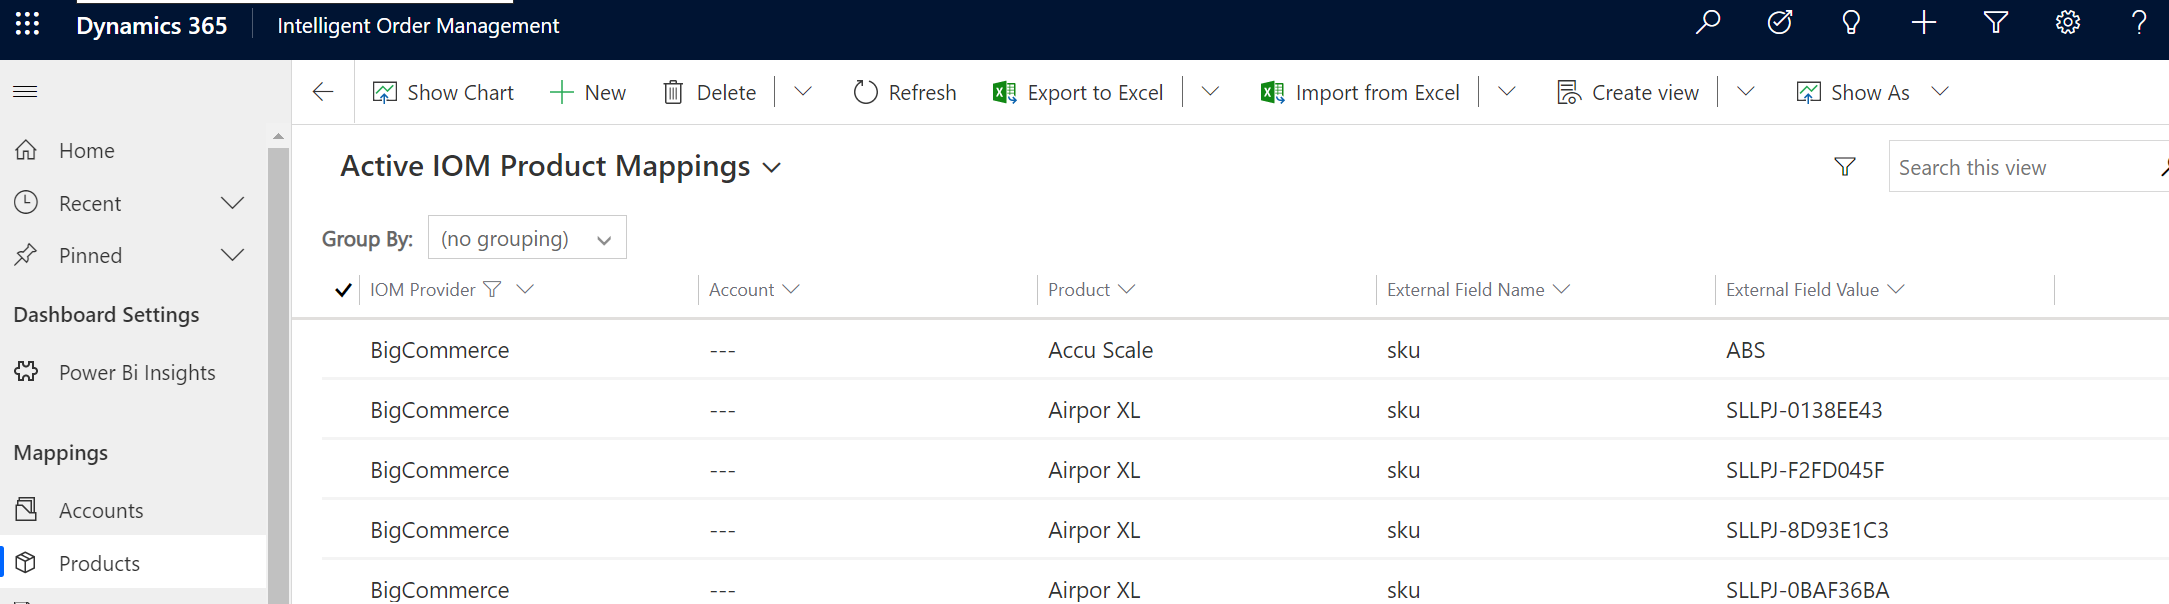 Dynamics 365 Intelligent Order Management
Show Chart New Delete Refresh Export to Excel Import from Excel Create view Show As
Home
Recent
Pinned
Dashboard Settings
Power Bi Insights
Mappings
Accounts
Products
Active IOM Product Mappings
Search this view
Group By: (no grouping)
IOM Provider Account Product External Field Name External Field Value
BigCommerce --- Accu Scale sku ABS
BigCommerce --- Airpor XL sku SLLPJ-0138EE43
BigCommerce --- Airpor XL sku SLLPJ-F2FD045F
BigCommerce --- Airpor XL sku SLLPJ-8D93E1C3
BigCommerce --- Airpor XL sku SLLPJ-0BAF36BA